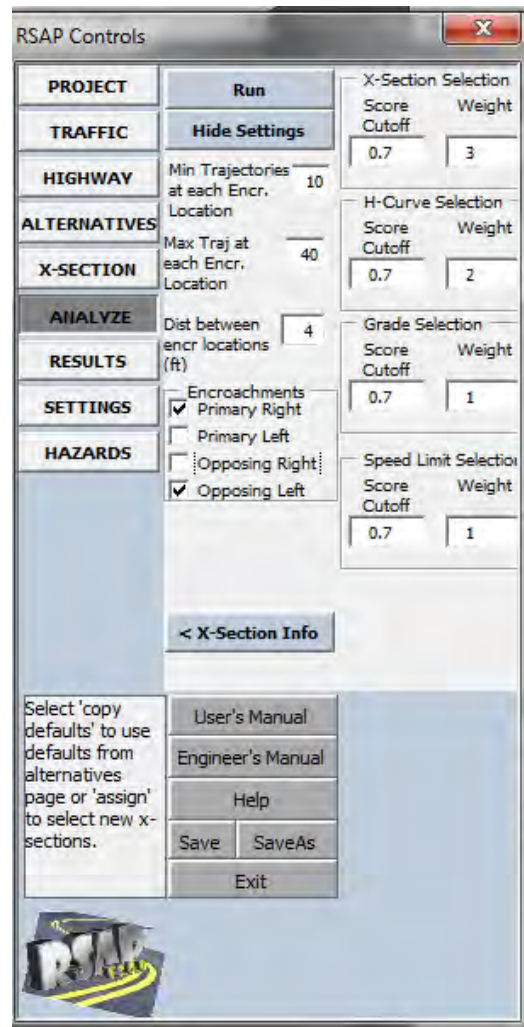 RSAP Controls
X
PROJECT
TRAFFIC
HIGHWAY
ALTERNATIVES
X-SECTION
ANALYZE
RESULTS
SETTINGS
HAZARDS
Run
Hide Settings
Min Trajectories
at each Encr.
Location
10
Max Traj at
each Encr.
Location
40
Dist between
encr locations
(ft)
4
Encroachments
Primary Right
Primary Left
Opposing Right
Opposing Left
< X-Section Info
X-Section Selection
Score Weight
Cutoff
0.7 3
H-Curve Selection
Score Weight
Cutoff
0.7 2
Grade Selection
Score Weight
Cutoff
0.7 1
Speed Limit Selection
Score Weight
Cutoff
0.7 1
Select 'copy
defaults' to use
defaults from
alternatives
page or 'assign'
to select new x-
sections.
User's Manual
Engineer's Manual
Help
Save SaveAs
Exit
RSAP